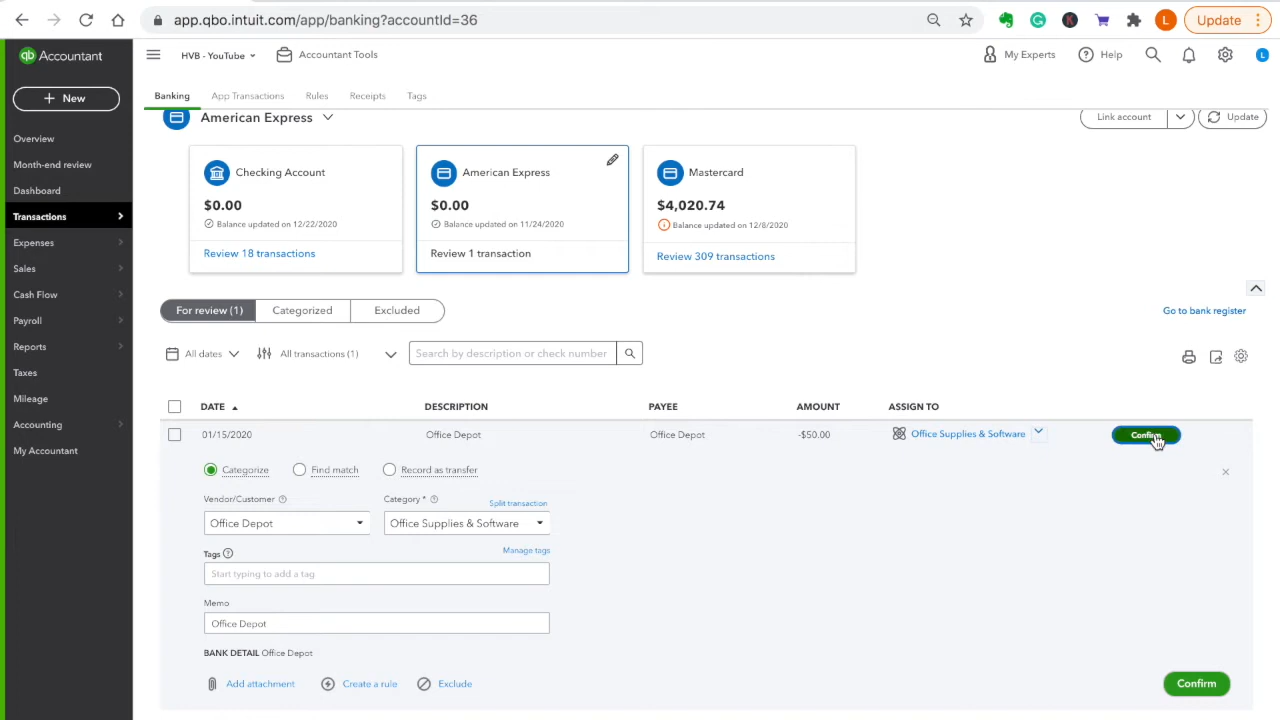 app.qbo.intuit.com/app/banking?accountId=36
K
L
Update
qb Accountant
HVB - YouTube
Accountant Tools
My Experts
Help
L
+ New
Banking
App Transactions
Rules
Receipts
Tags
American Express
Link account
Update
Overview
Month-end review
Dashboard
Transactions
Expenses
Sales
Cash Flow
Payroll
Reports
Taxes
Mileage
Accounting
My Accountant
Checking Account
$0.00
Balance updated on 12/22/2020
Review 18 transactions
American Express
$0.00
Balance updated on 11/24/2020
Review 1 transaction
Mastercard
$4,020.74
Balance updated on 12/8/2020
Review 309 transactions
For review (1)
Categorized
Excluded
Go to bank register
All dates
All transactions (1)
Search by description or check number
DATE
DESCRIPTION
PAYEE
AMOUNT
ASSIGN TO
01/15/2020
Office Depot
Office Depot
-$50.00
Office Supplies & Software
Confirm
Categorize
Find match
Record as transfer
Vendor/Customer
Category *
Split transaction
Office Depot
Office Supplies & Software
Tags
Manage tags
Start typing to add a tag
Memo
Office Depot
BANK DETAIL Office Depot
Add attachment
Create a rule
Exclude
Confirm